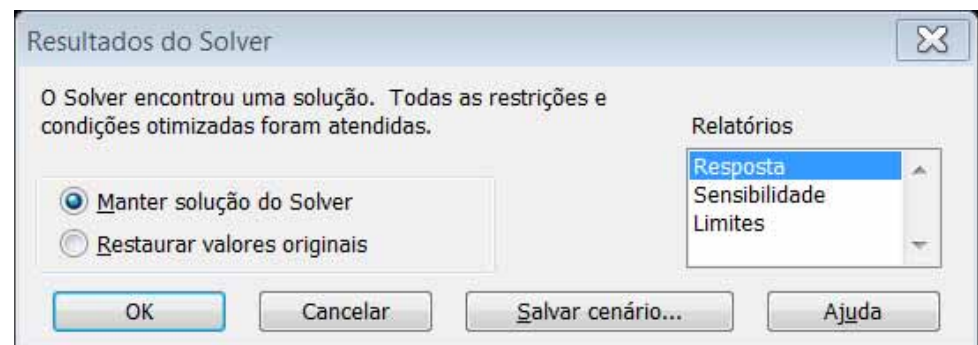 Resultados do Solver
O Solver encontrou uma solução. Todas as restrições e
condições otimizadas foram atendidas.
Relatórios
Resposta
Sensibilidade
Limites
Manter solução do Solver
Restaurar valores originais
OK
Cancelar
Salvar cenário...
Ajuda